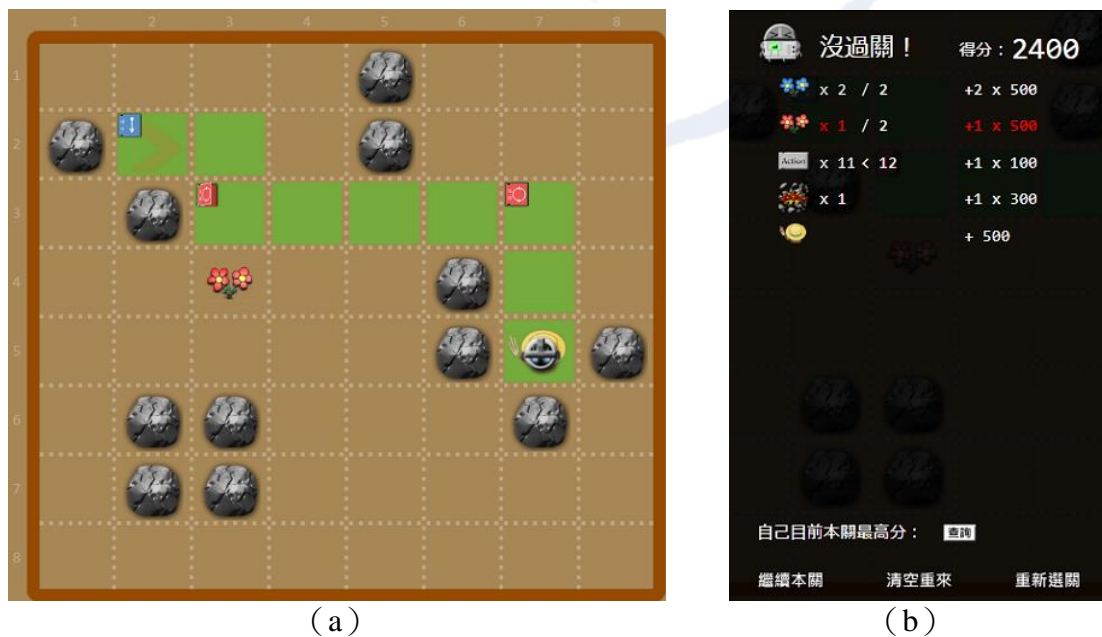 1 2 3 4 5 6 7 8
1
2
3
4
5
6
7
8
沒過關！ 得分：2400
x 2 / 2 +2 x 500
x 1 / 2 +1 x 500
Action x 11 < 12 +1 x 100
x 1 +1 x 300
+ 500
自己目前本關最高分： 查詢
繼續本關 清空重來 重新選關
（a） （b）